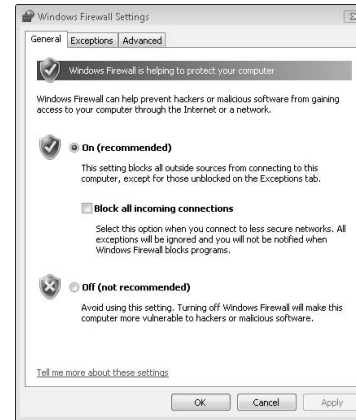 Windows Firewall Settings
General Exceptions Advanced
Windows Firewall is helping to protect your computer
Windows Firewall can help prevent hackers or malicious software from gaining
access to your computer through the Internet or a network.
On (recommended)
This setting blocks all outside sources from connecting to this
computer, except for those unblocked on the Exceptions tab.
Block all incoming connections
Select this option when you connect to less secure networks. All
exceptions will be ignored and you will not be notified when
Windows Firewall blocks programs.
Off (not recommended)
Avoid using this setting. Turning off Windows Firewall will make this
computer more vulnerable to hackers or malicious software.
Tell me more about these settings
OK Cancel Apply